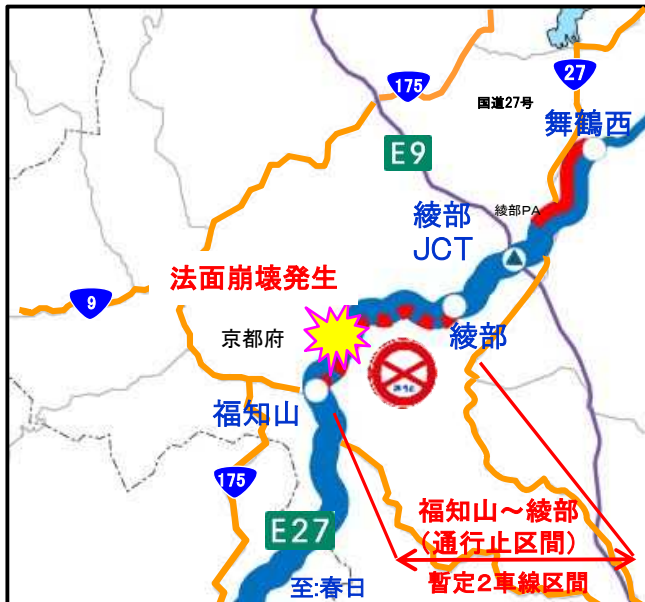 175
27
国道27号
舞鶴西
E9
綾部PA
綾部
JCT
法面崩壊発生
9
京都府
綾部
福知山
175
E27
福知山～綾部
（通行止区間）
暫定2車線区間
至:春日